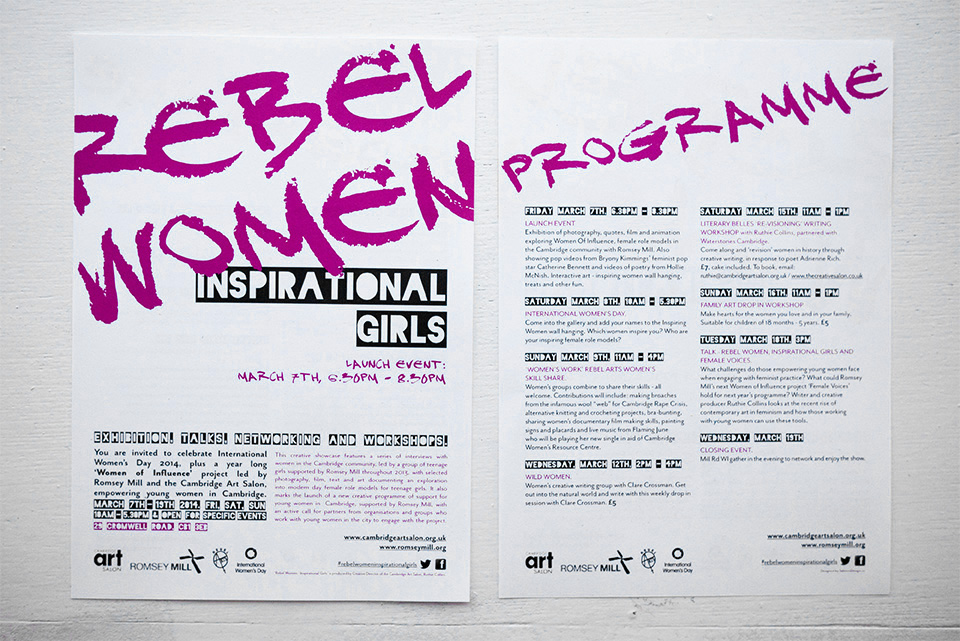 REBEL
WOMEN
INSPIRATIONAL
GIRLS
LAUNCH EVENT:
MARCH 7TH, 6.30PM - 8.30PM
EXHIBITION, TALKS, NETWORKING AND WORKSHOPS!
You are invited to celebrate International
Women's Day 2014, plus a year long
'Women of Influence' project led by
Romsey Mill and the Cambridge Art Salon,
empowering young women in Cambridge.
MARCH 7TH-19TH 2014. FRI, SAT, SUN
10AM-5.30PM & OPEN FOR SPECIFIC EVENTS
29 CROMWELL ROAD, CB1 3EB
This creative showcase features a series of interviews with
women in the Cambridge community, led by a group of teenage
girls supported by Romsey Mill throughout 2013, with selected
photography, film, text and art documenting an exploration
into modern day female role models for teenage girls. It also
marks the launch of a new creative programme of support for
young women in Cambridge, supported by Romsey Mill, with
an active call for partners from organisations and groups who
work with young women in the city to engage with the project.
www.cambridgeartsalon.org.uk
www.romseymill.org
art
SALON
ROMSEY MILL
International
Women's Day
#rebelwomeninspirationalgirls
PROGRAMME
FRIDAY MARCH 7TH, 6.30PM - 8.30PM
LAUNCH EVENT
Exhibition of photography, quotes, film and animation
exploring Women Of Influence, female role models in
the Cambridge community with Romsey Mill. Also
showing pop videos from Bryony Kimmings' feminist pop
star Catherine Bennett and videos of poetry from Hollie
McNish. Interactive art - inspiring women wall hanging,
treats and other fun.
SATURDAY MARCH 8TH, 10AM - 5.30PM
INTERNATIONAL WOMEN'S DAY.
Come into the gallery and add your names to the Inspiring
Women wall hanging. Which women inspire you? Who are
your inspiring female role models?
SUNDAY MARCH 9TH, 11AM - 4PM
'WOMEN'S WORK' REBEL ARTS WOMEN'S
SKILL SHARE.
Women's groups combine to share their skills - all
welcome. Contributions will include: making broaches
from the infamous wool "web" for Cambridge Rape Crisis,
alternative knitting and crocheting projects, bra-bunting,
sharing women's documentary film making skills, painting
signs and placards and live music from Flaming June
who will be playing her new single in aid of Cambridge
Women's Resource Centre.
WEDNESDAY, MARCH 12TH, 2PM - 4PM
WILD WOMEN.
Women's creative writing group with Clare Crossman. Get
out into the natural world and write with this weekly drop in
session with Clare Crossman. £5
SATURDAY MARCH 15TH, 11AM - 1PM
LITERARY BELLES 'RE-VISIONING' WRITING
WORKSHOP with Ruthie Collins, partnered with
Waterstones Cambridge.
Come along and 'revision' women in history through
creative writing, in response to poet Adrienne Rich.
£7, cake included. To book, email:
ruthie@cambridgeartsalon.org.uk / www.thecreativesalon.co.uk
SUNDAY MARCH 16TH, 11AM - 1PM
FAMILY ART DROP IN WORKSHOP
Make hearts for the women you love and in your family.
Suitable for children of 18 months - 5 years. £5
TUESDAY MARCH 18TH, 3PM
TALK - REBEL WOMEN, INSPIRATIONAL GIRLS AND
FEMALE VOICES.
What challenges do those empowering young women face
when engaging with feminist practice? What could Romsey
Mill's next Women of Influence project 'Female Voices'
hold for next year's programme? Writer and creative
producer Ruthie Collins looks at the recent rise of
contemporary art in feminism and how those working
with young women can use these tools.
WEDNESDAY, MARCH 19TH
CLOSING EVENT.
Mill Rd WI gather in the evening to network and enjoy the show.
www.cambridgeartsalon.org.uk
www.romseymill.org
art
SALON
ROMSEY MILL
International
Women's Day
#rebelwomeninspirationalgirls